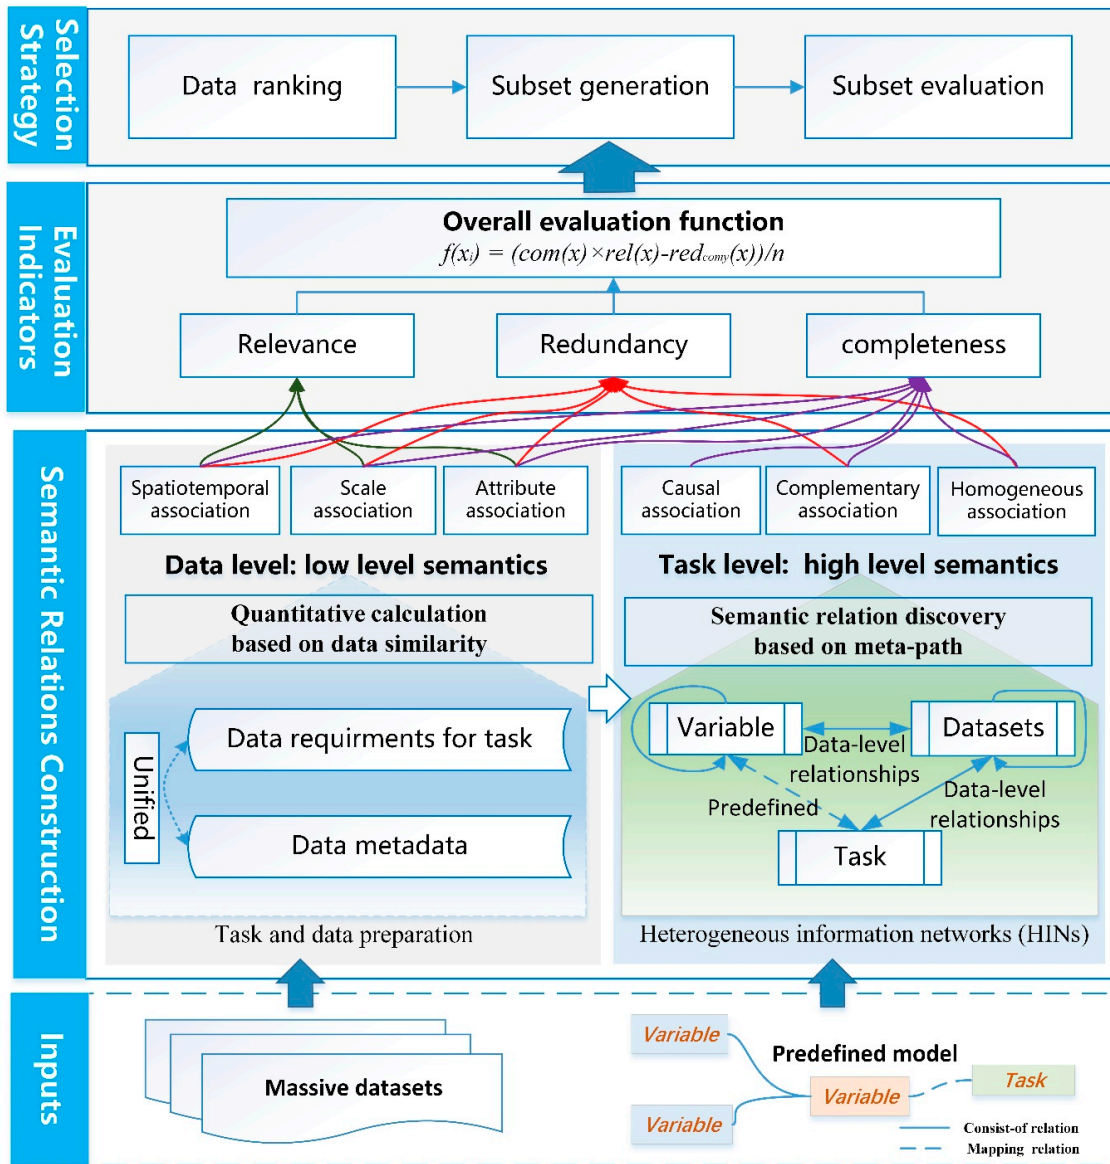 Selection
Strategy
Data ranking
Subset generation
Subset evaluation
Evaluation
Indicators
Overall evaluation function
f(xi) = (com(x)×rel(x)-redcomy(x))/n
Relevance
Redundancy
completeness
Semantic Relations Construction
Spatiotemporal
association
Scale
association
Attribute
association
Causal
association
Complementary
association
Homogeneous
association
Data level: low level semantics
Quantitative calculation
based on data similarity
Unified
Data requirments for task
Data metadata
Task and data preparation
Task level: high level semantics
Semantic relation discovery
based on meta-path
Variable
Datasets
Data-level
relationships
Predefined
Data-level
relationships
Task
Heterogeneous information networks (HINs)
Inputs
Massive datasets
Variable
Variable
Predefined model
Variable
Task
Consist-of relation
Mapping relation